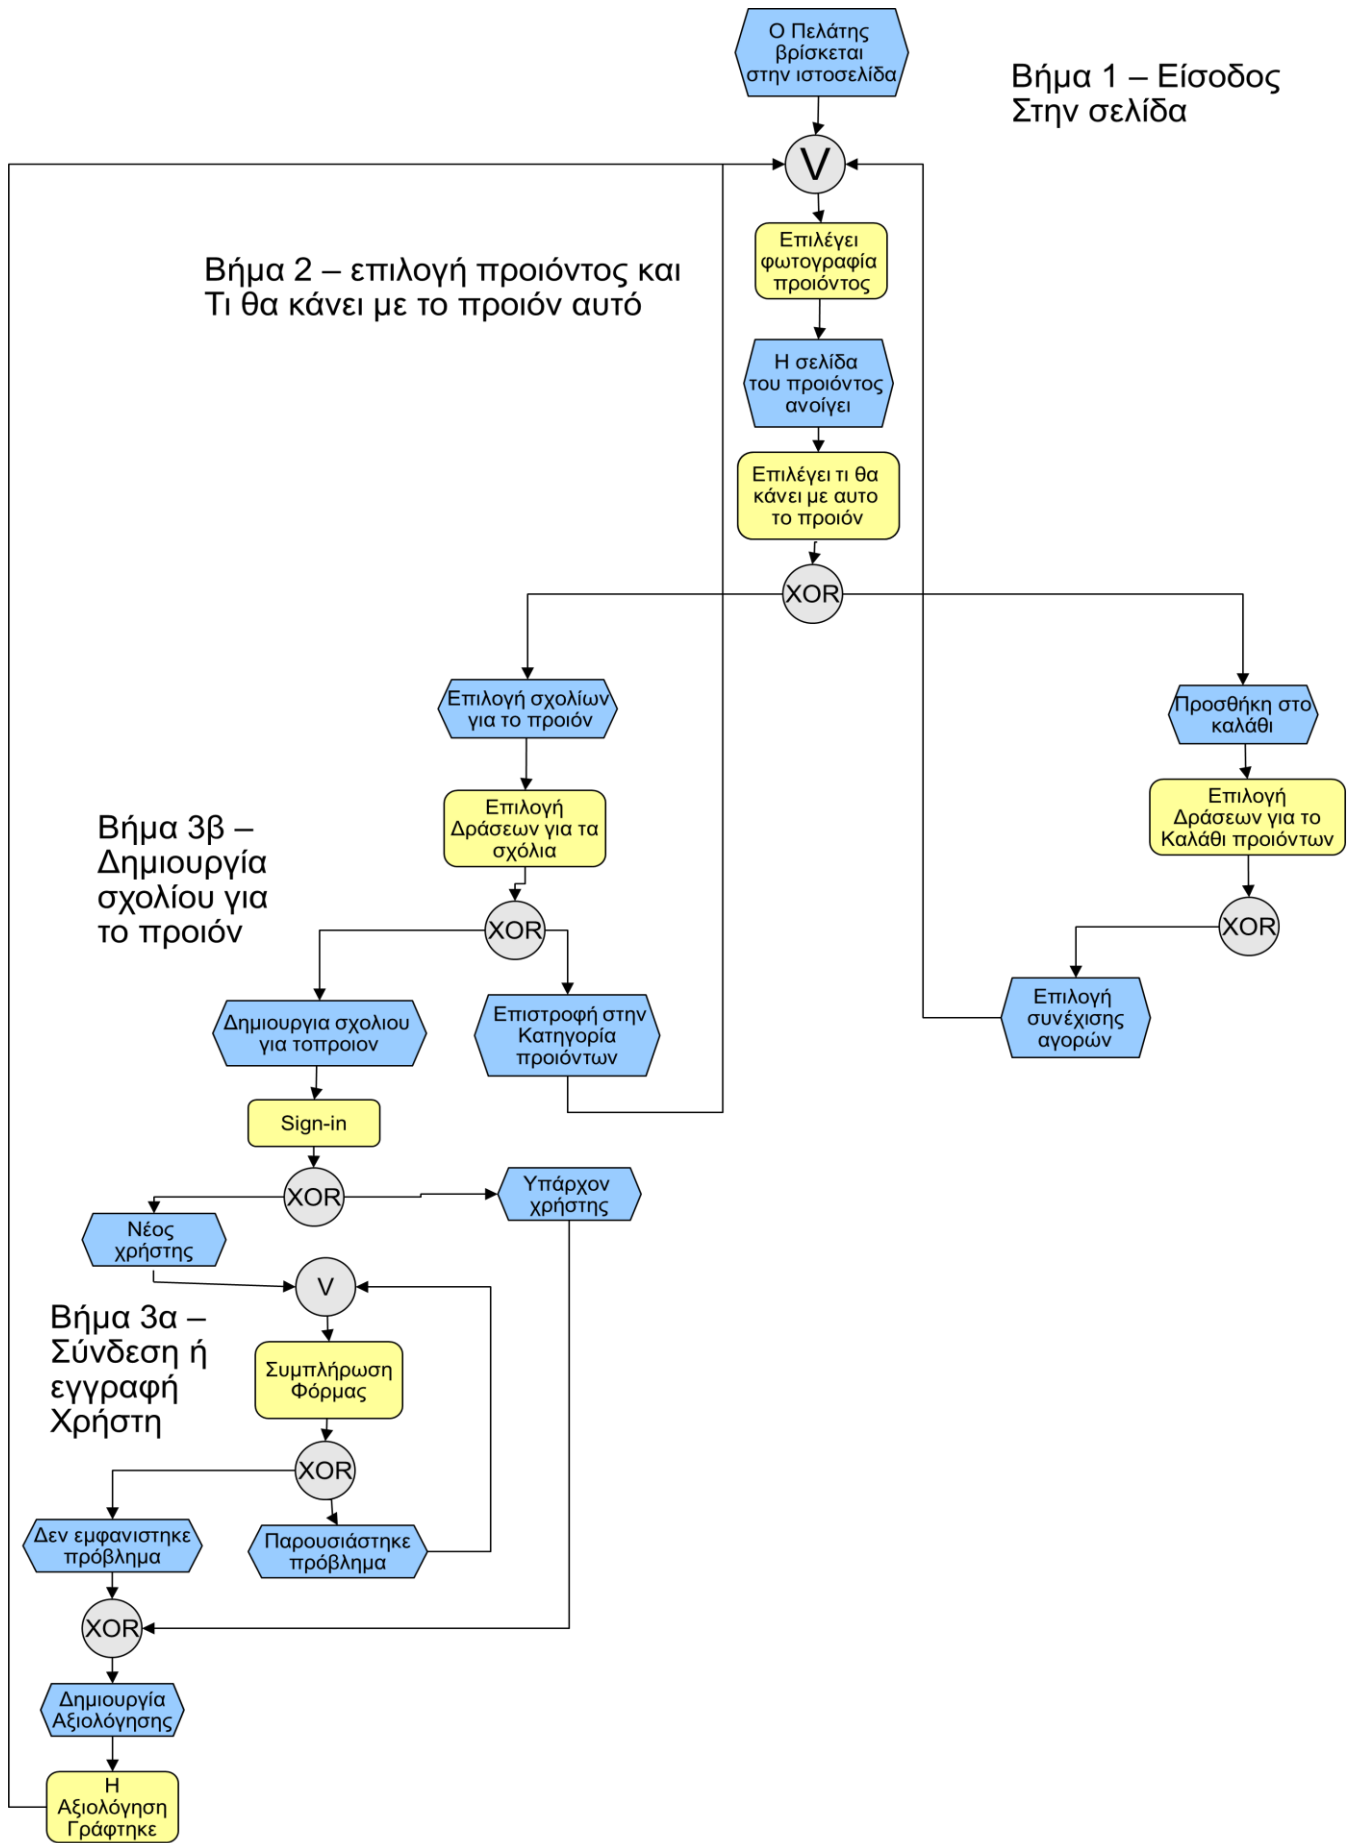 Ο Πελάτης
βρίσκεται
στην ιστοσελίδα
Βήμα 1 – Είσοδος
Στην σελίδα
V
Επιλέγει
φωτογραφία
προιόντος
Βήμα 2 – επιλογή προιόντος και
Τι θα κάνει με το προιόν αυτό
Η σελίδα
του προιόντος
ανοίγει
Επιλέγει τι θα
κάνει με αυτο
το προιόν
XOR
Επιλογή σχολίων
για το προιόν
Προσθήκη στο
καλάθι
Επιλογή
Δράσεων για τα
σχόλια
Επιλογή
Δράσεων για το
Καλάθι προιόντων
Βήμα 3β –
Δημιουργία
σχολίου για
το προιόν
XOR
XOR
Δημιουργια σχολιου
για τοπροιον
Επιστροφή στην
Κατηγορία
προιόντων
Επιλογή
συνέχισης
αγορών
Sign-in
XOR
Υπάρχον
χρήστης
Νέος
χρήστης
V
Βήμα 3α –
Σύνδεση ή
εγγραφή
Χρήστη
Συμπλήρωση
Φόρμας
XOR
Δεν εμφανιστηκε
πρόβλημα
Παρουσιάστηκε
πρόβλημα
XOR
Δημιουργία
Αξιολόγησης
Η
Αξιολόγηση
Γράφτηκε